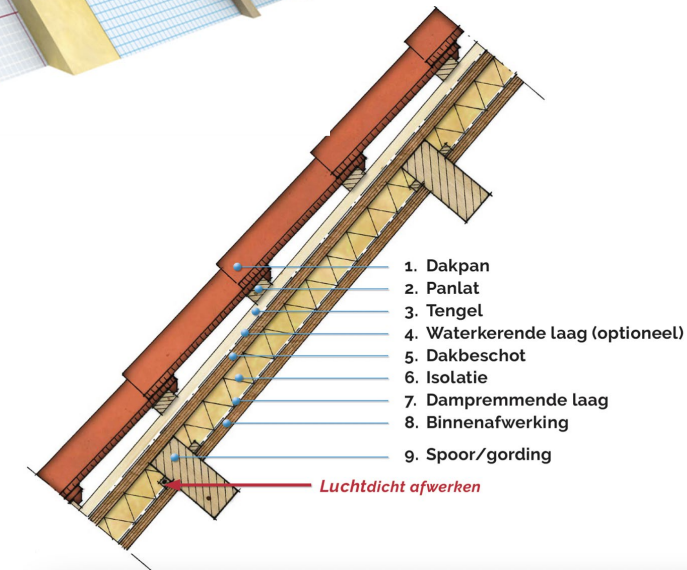 1. Dakpan
2. Panlat
3. Tengel
4. Waterkerende laag (optioneel)
5. Dakbeschot
6. Isolatie
7. Dampremmende laag
8. Binnenafwerking
9. Spoor/gording
Luchtdicht afwerken